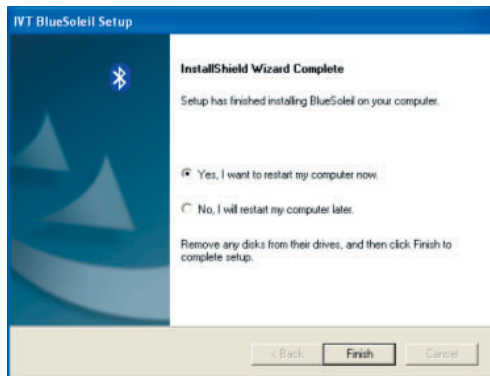 IVT BlueSoleil Setup
InstallShield Wizard Complete
Setup has finished installing BlueSoleil on your computer.
Yes, I want to restart my computer now.
No, I will restart my computer later.
Remove any disks from their drives, and then click Finish to
complete setup.
< Back Finish Cancel